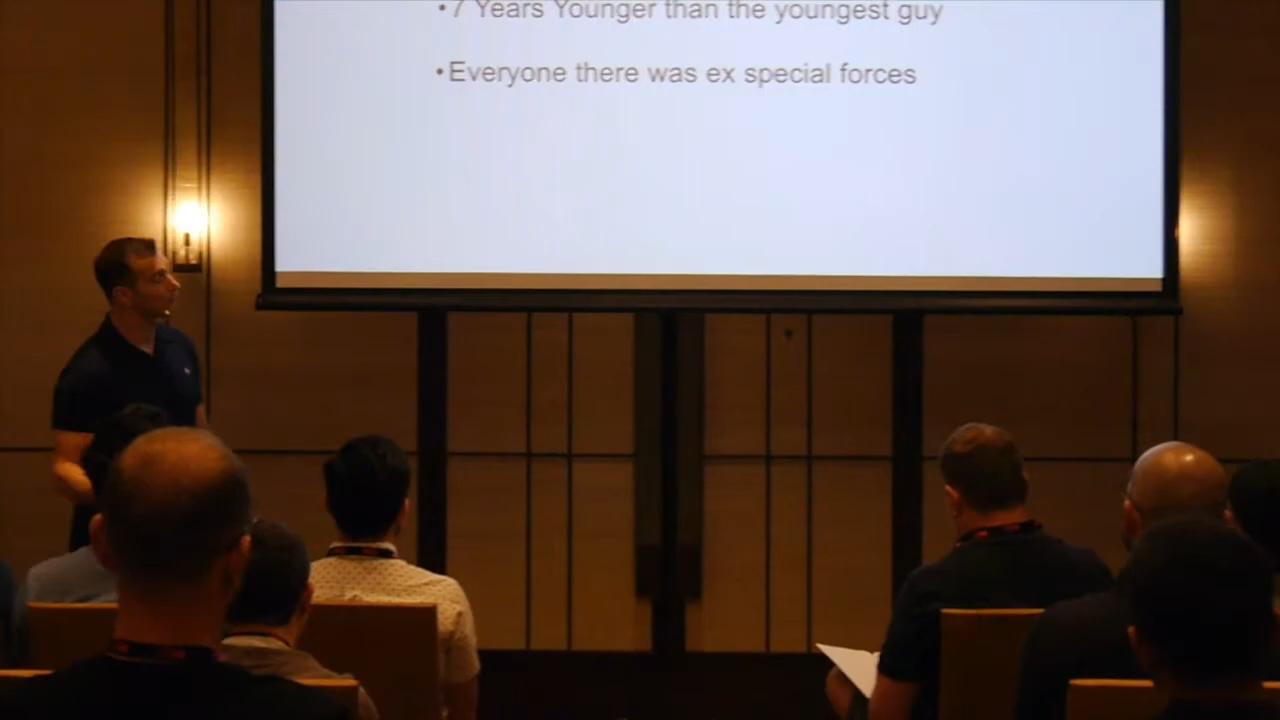 •7 Years Younger than the youngest guy
•Everyone there was ex special forces